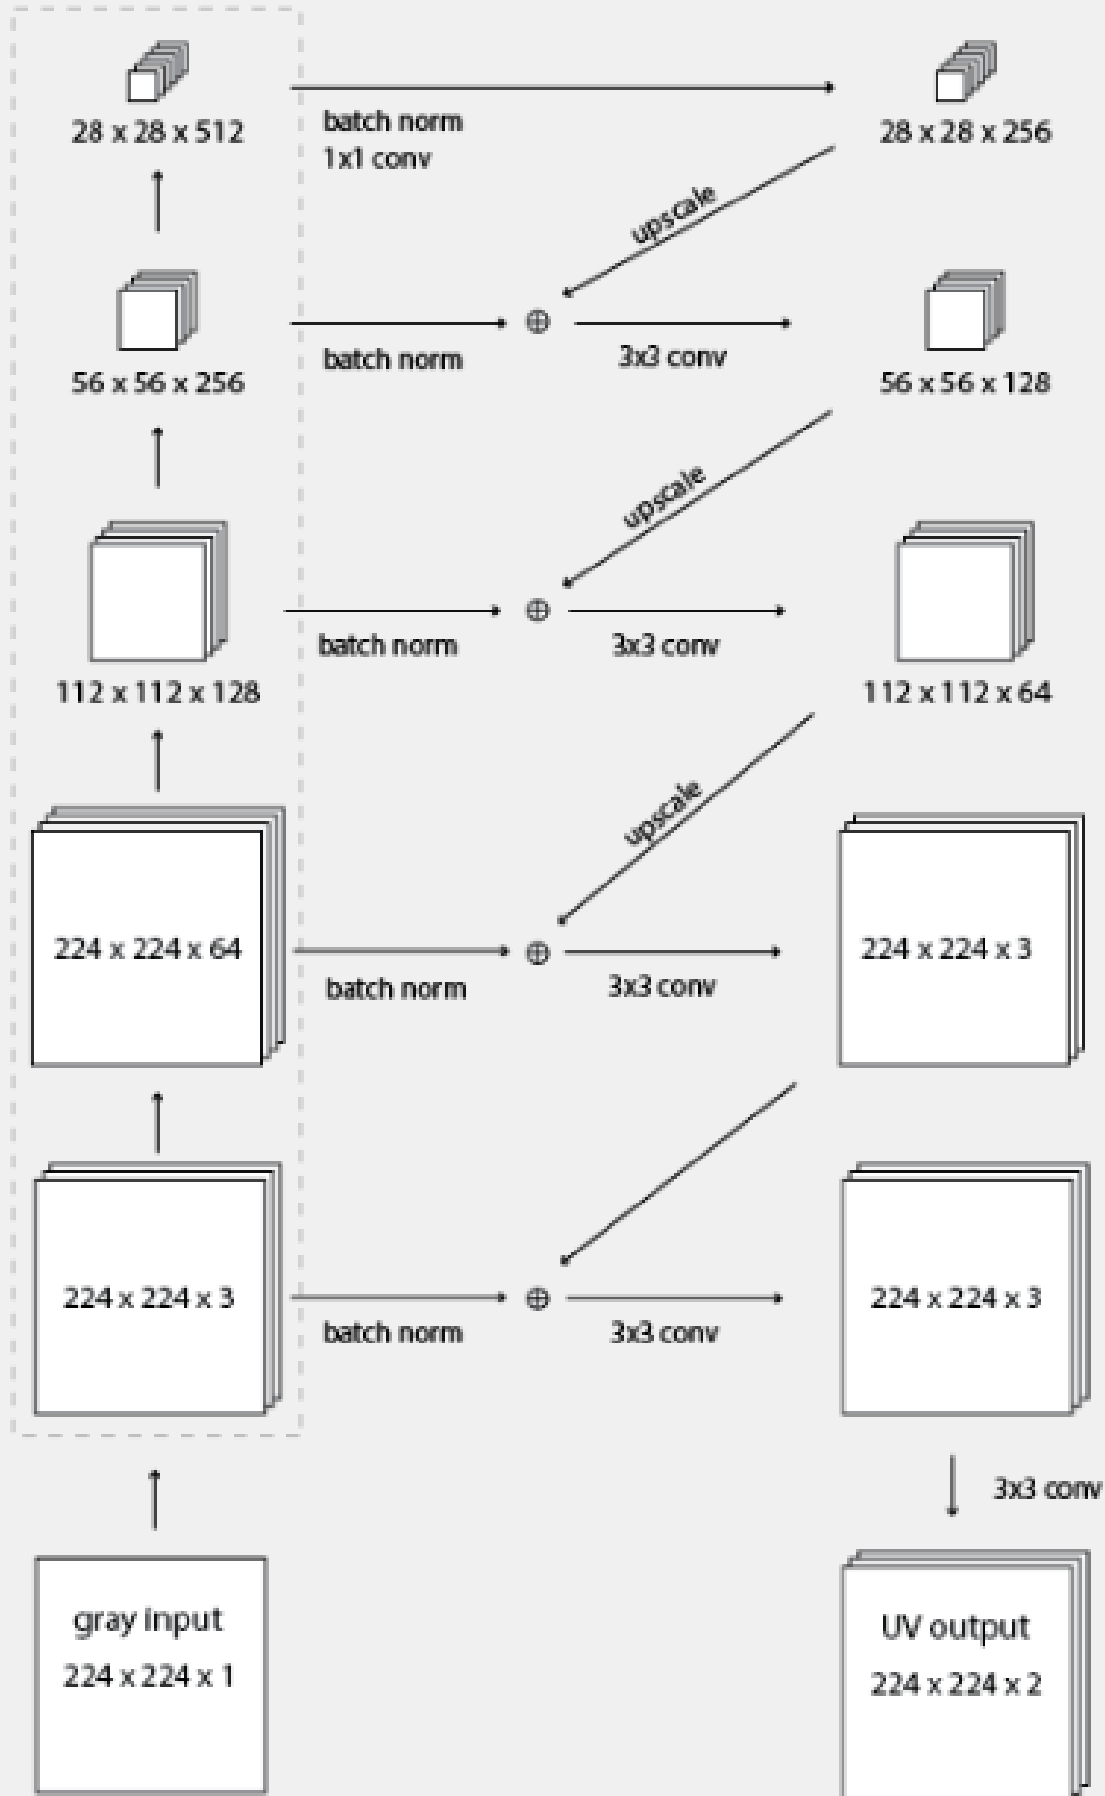 28 x 28 x 512
batch norm
1x1 conv
28 x 28 x 256
upscale
batch norm
3x3 conv
56 x 56 x 256
56 x 56 x 128
upscale
batch norm
3x3 conv
112 x 112 x 128
112 x 112 x 64
upscale
224 x 224 x 64
224 x 224 x 3
batch norm
3x3 conv
224 x 224 x 3
224 x 224 x 3
batch norm
3x3 conv
3x3 conv
gray input
224 x 224 x 1
UV output
224 x 224 x 2